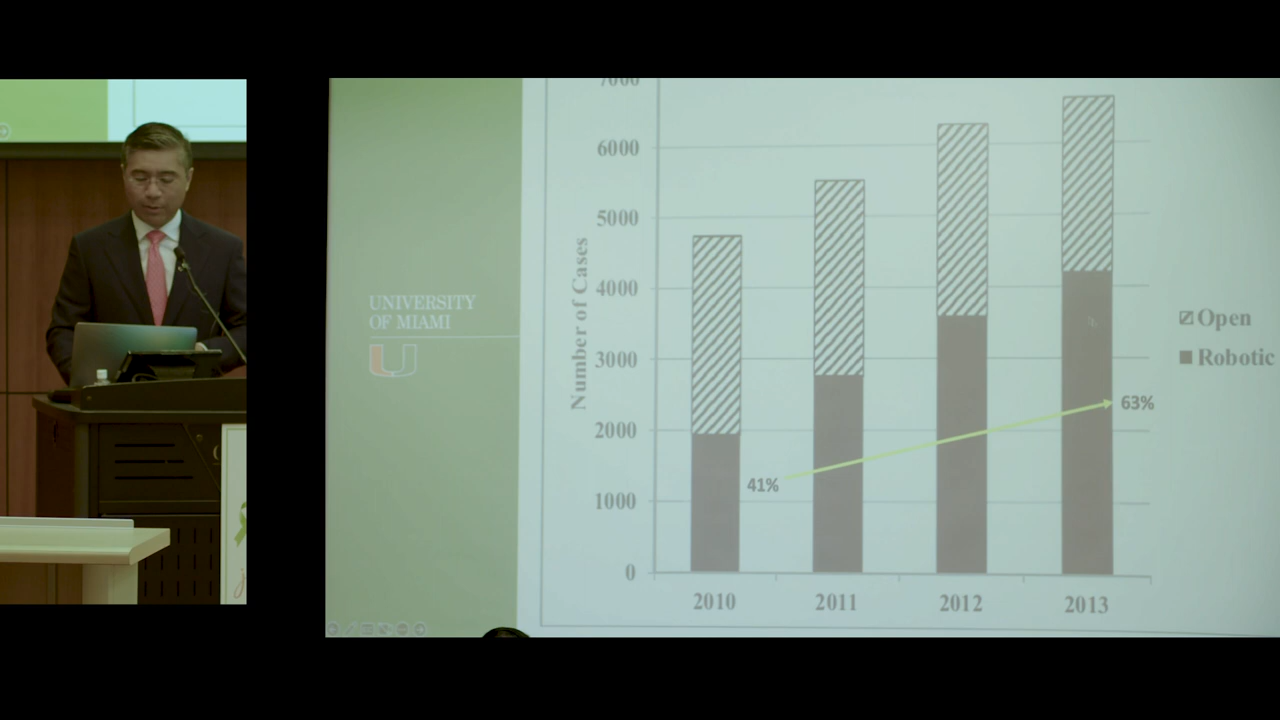 UNIVERSITY
OF MIAMI
U
7000
6000
5000
4000
3000
2000
1000
0
Number of Cases
41%
63%
2010
2011
2012
2013
Open
Robotic